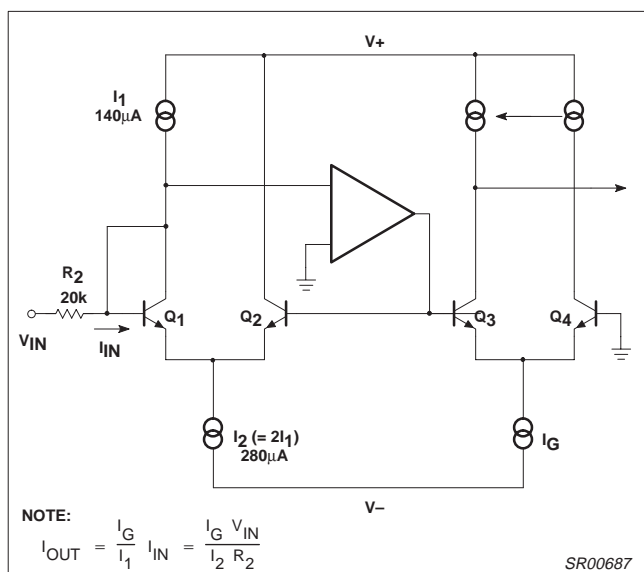 V+
I1
140µA
R2
20k
VIN
IIN
Q1
Q2
Q3
Q4
I2 (= 2I1)
280µA
IG
V–
NOTE:
IOUT = IG/I1 IIN = IG VIN/I2 R2
SR00687